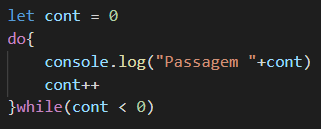 let cont = 0
do{
    console.log("Passagem "+cont)
    cont++
}while(cont < 0)